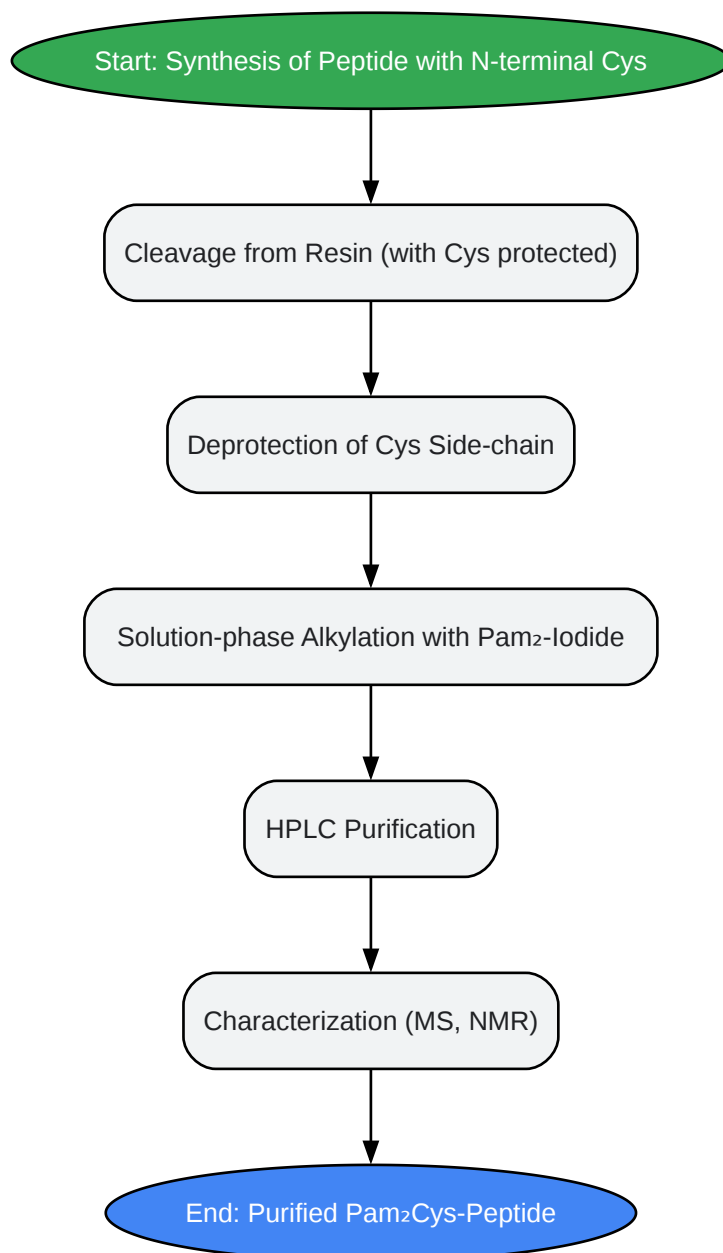 Start: Synthesis of Peptide with N-terminal Cys
Cleavage from Resin (with Cys protected)
Deprotection of Cys Side-chain
Solution-phase Alkylation with Pam₂-Iodide
HPLC Purification
Characterization (MS, NMR)
End: Purified Pam₂Cys-Peptide